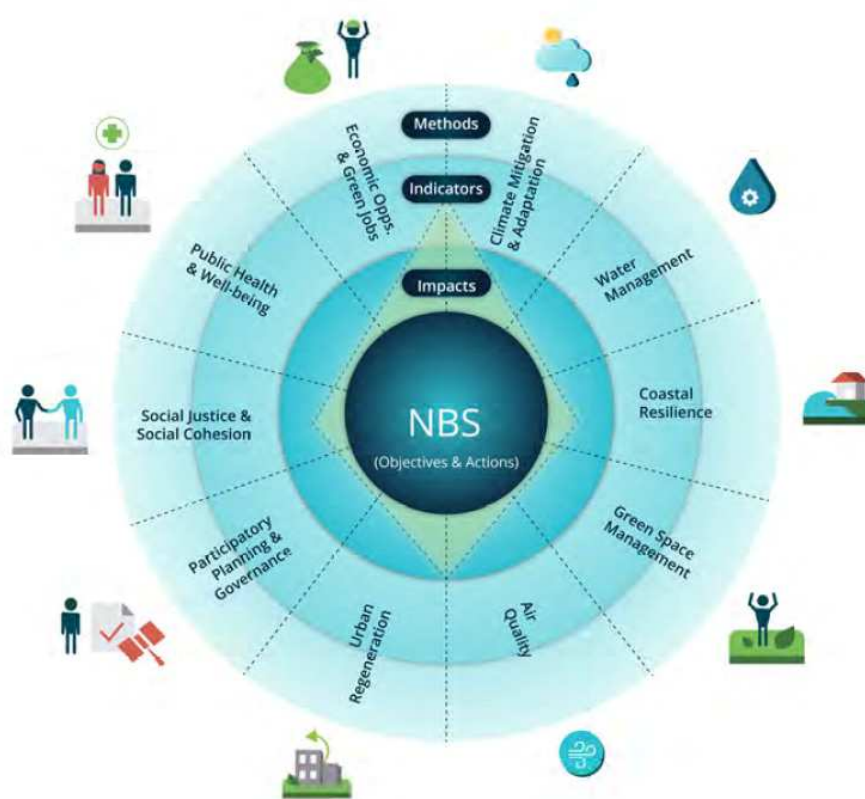 Methods
Indicators
Impacts
NBS
(Objectives & Actions)
Climate Mitigation
& Adaptation
Water
Management
Coastal
Resilience
Green Space
Management
Air
Quality
Urban
Regeneration
Participatory
Planning &
Governance
Social Justice &
Social Cohesion
Public Health
& Well-being
Economic Opps.
& Green Jobs